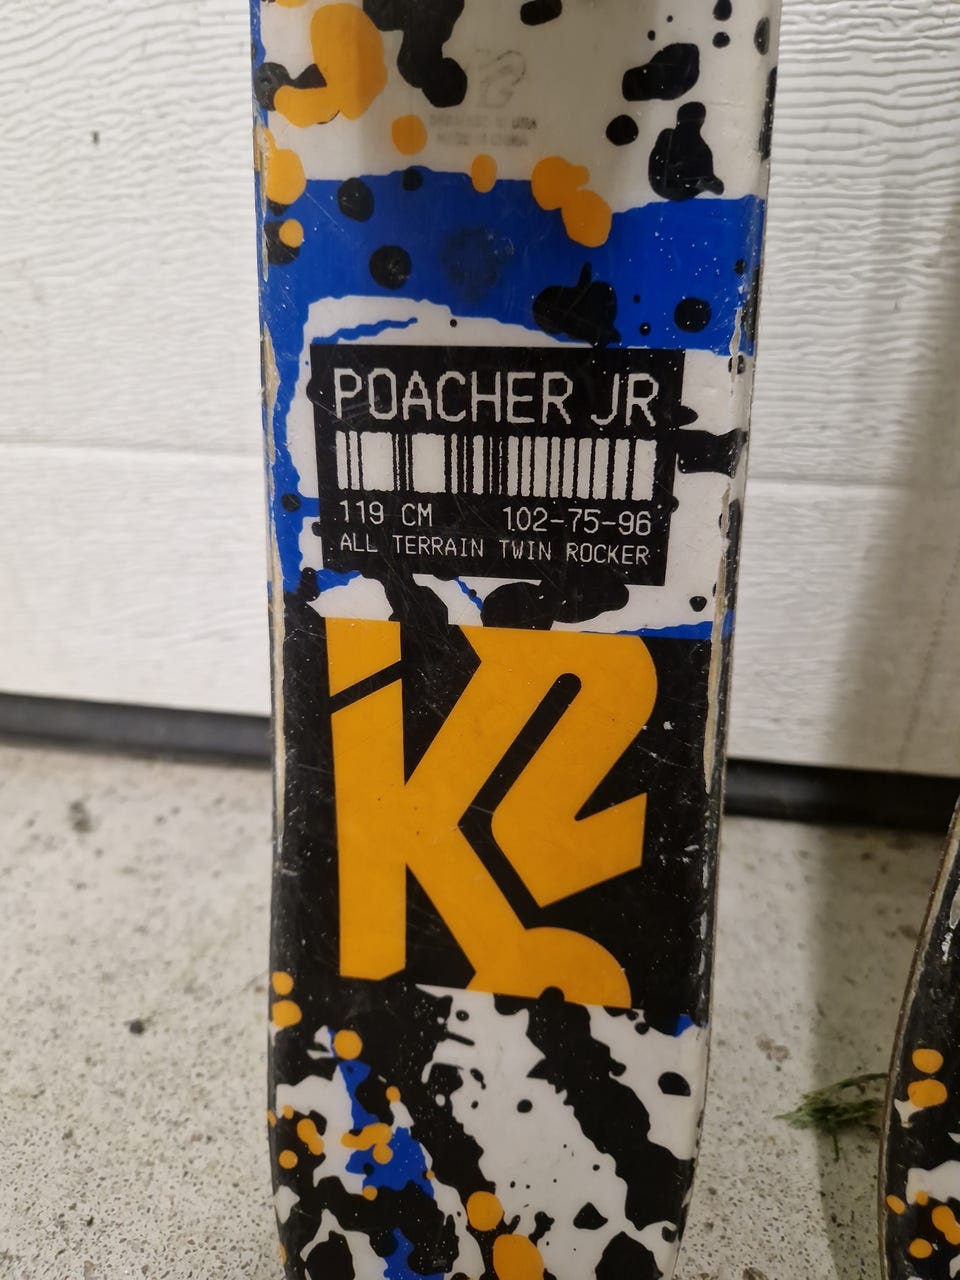 POACHER JR
119 CM 102-75-96
ALL TERRAIN TWIN ROCKER
K2